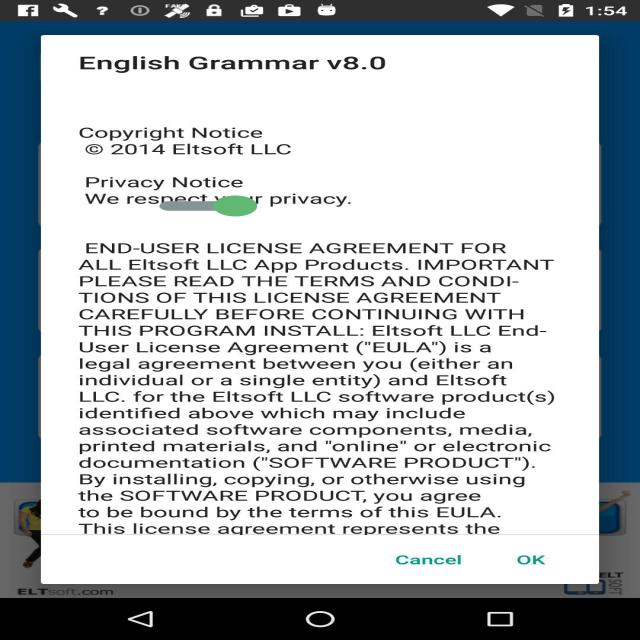 1:54
English Grammar v8.0
Copyright Notice
© 2014 Eltsoft LLC
Privacy Notice
We respect your privacy.
END-USER LICENSE AGREEMENT FOR
ALL Eltsoft LLC App Products. IMPORTANT
PLEASE READ THE TERMS AND CONDI-
TIONS OF THIS LICENSE AGREEMENT
CAREFULLY BEFORE CONTINUING WITH
THIS PROGRAM INSTALL: Eltsoft LLC End-
User License Agreement ("EULA") is a
legal agreement between you (either an
individual or a single entity) and Eltsoft
LLC. for the Eltsoft LLC software product(s)
identified above which may include
associated software components, media,
printed materials, and "online" or electronic
documentation ("SOFTWARE PRODUCT").
By installing, copying, or otherwise using
the SOFTWARE PRODUCT, you agree
to be bound by the terms of this EULA.
This license agreement represents the
Cancel OK
ELTsoft.com